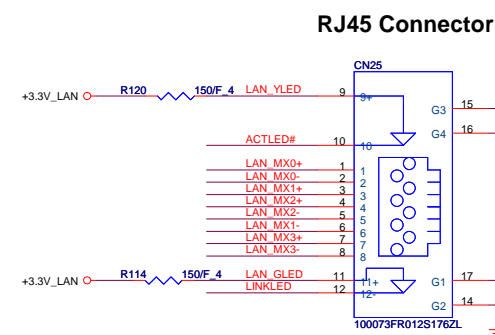 RJ45 Connector
CN25
+3.3V_LAN R120 150/F_4 LAN_YLED 9 9+
G3 15
G4 16
ACTLED# 10 10
LAN_MX0+ 1 1
LAN_MX0- 2 2
LAN_MX1+ 3 3
LAN_MX2+ 4 4
LAN_MX2- 5 5
LAN_MX1- 6 6
LAN_MX3+ 7 7
LAN_MX3- 8 8
+3.3V_LAN R114 150/F_4 LAN_GLED 11 11+ G1 17
LINKLED 12 12-
G2 14
100073FR012S176ZL